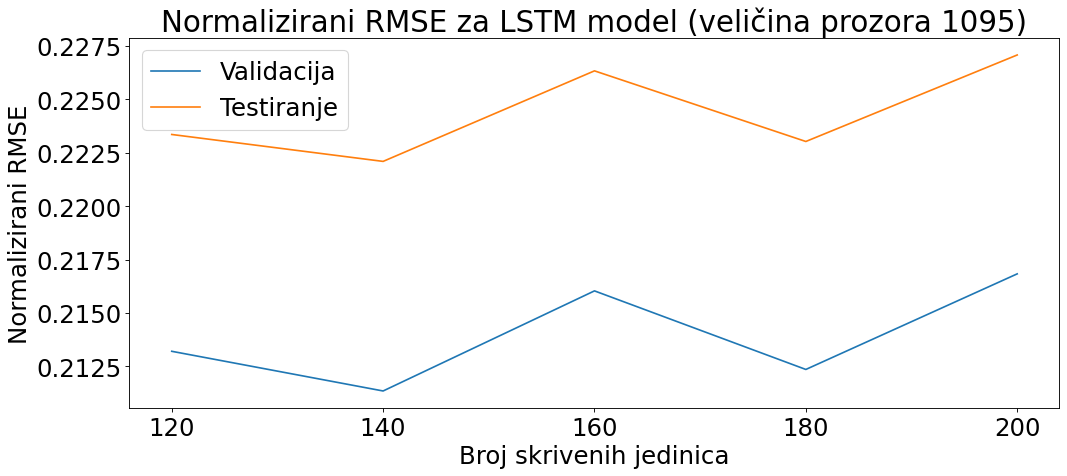 Normalizirani RMSE za LSTM model (veličina prozora 1095)
Normalizirani RMSE
0.2275
0.2250
0.2225
0.2200
0.2175
0.2150
0.2125
Validacija
Testiranje
120 140 160 180 200
Broj skrivenih jedinica